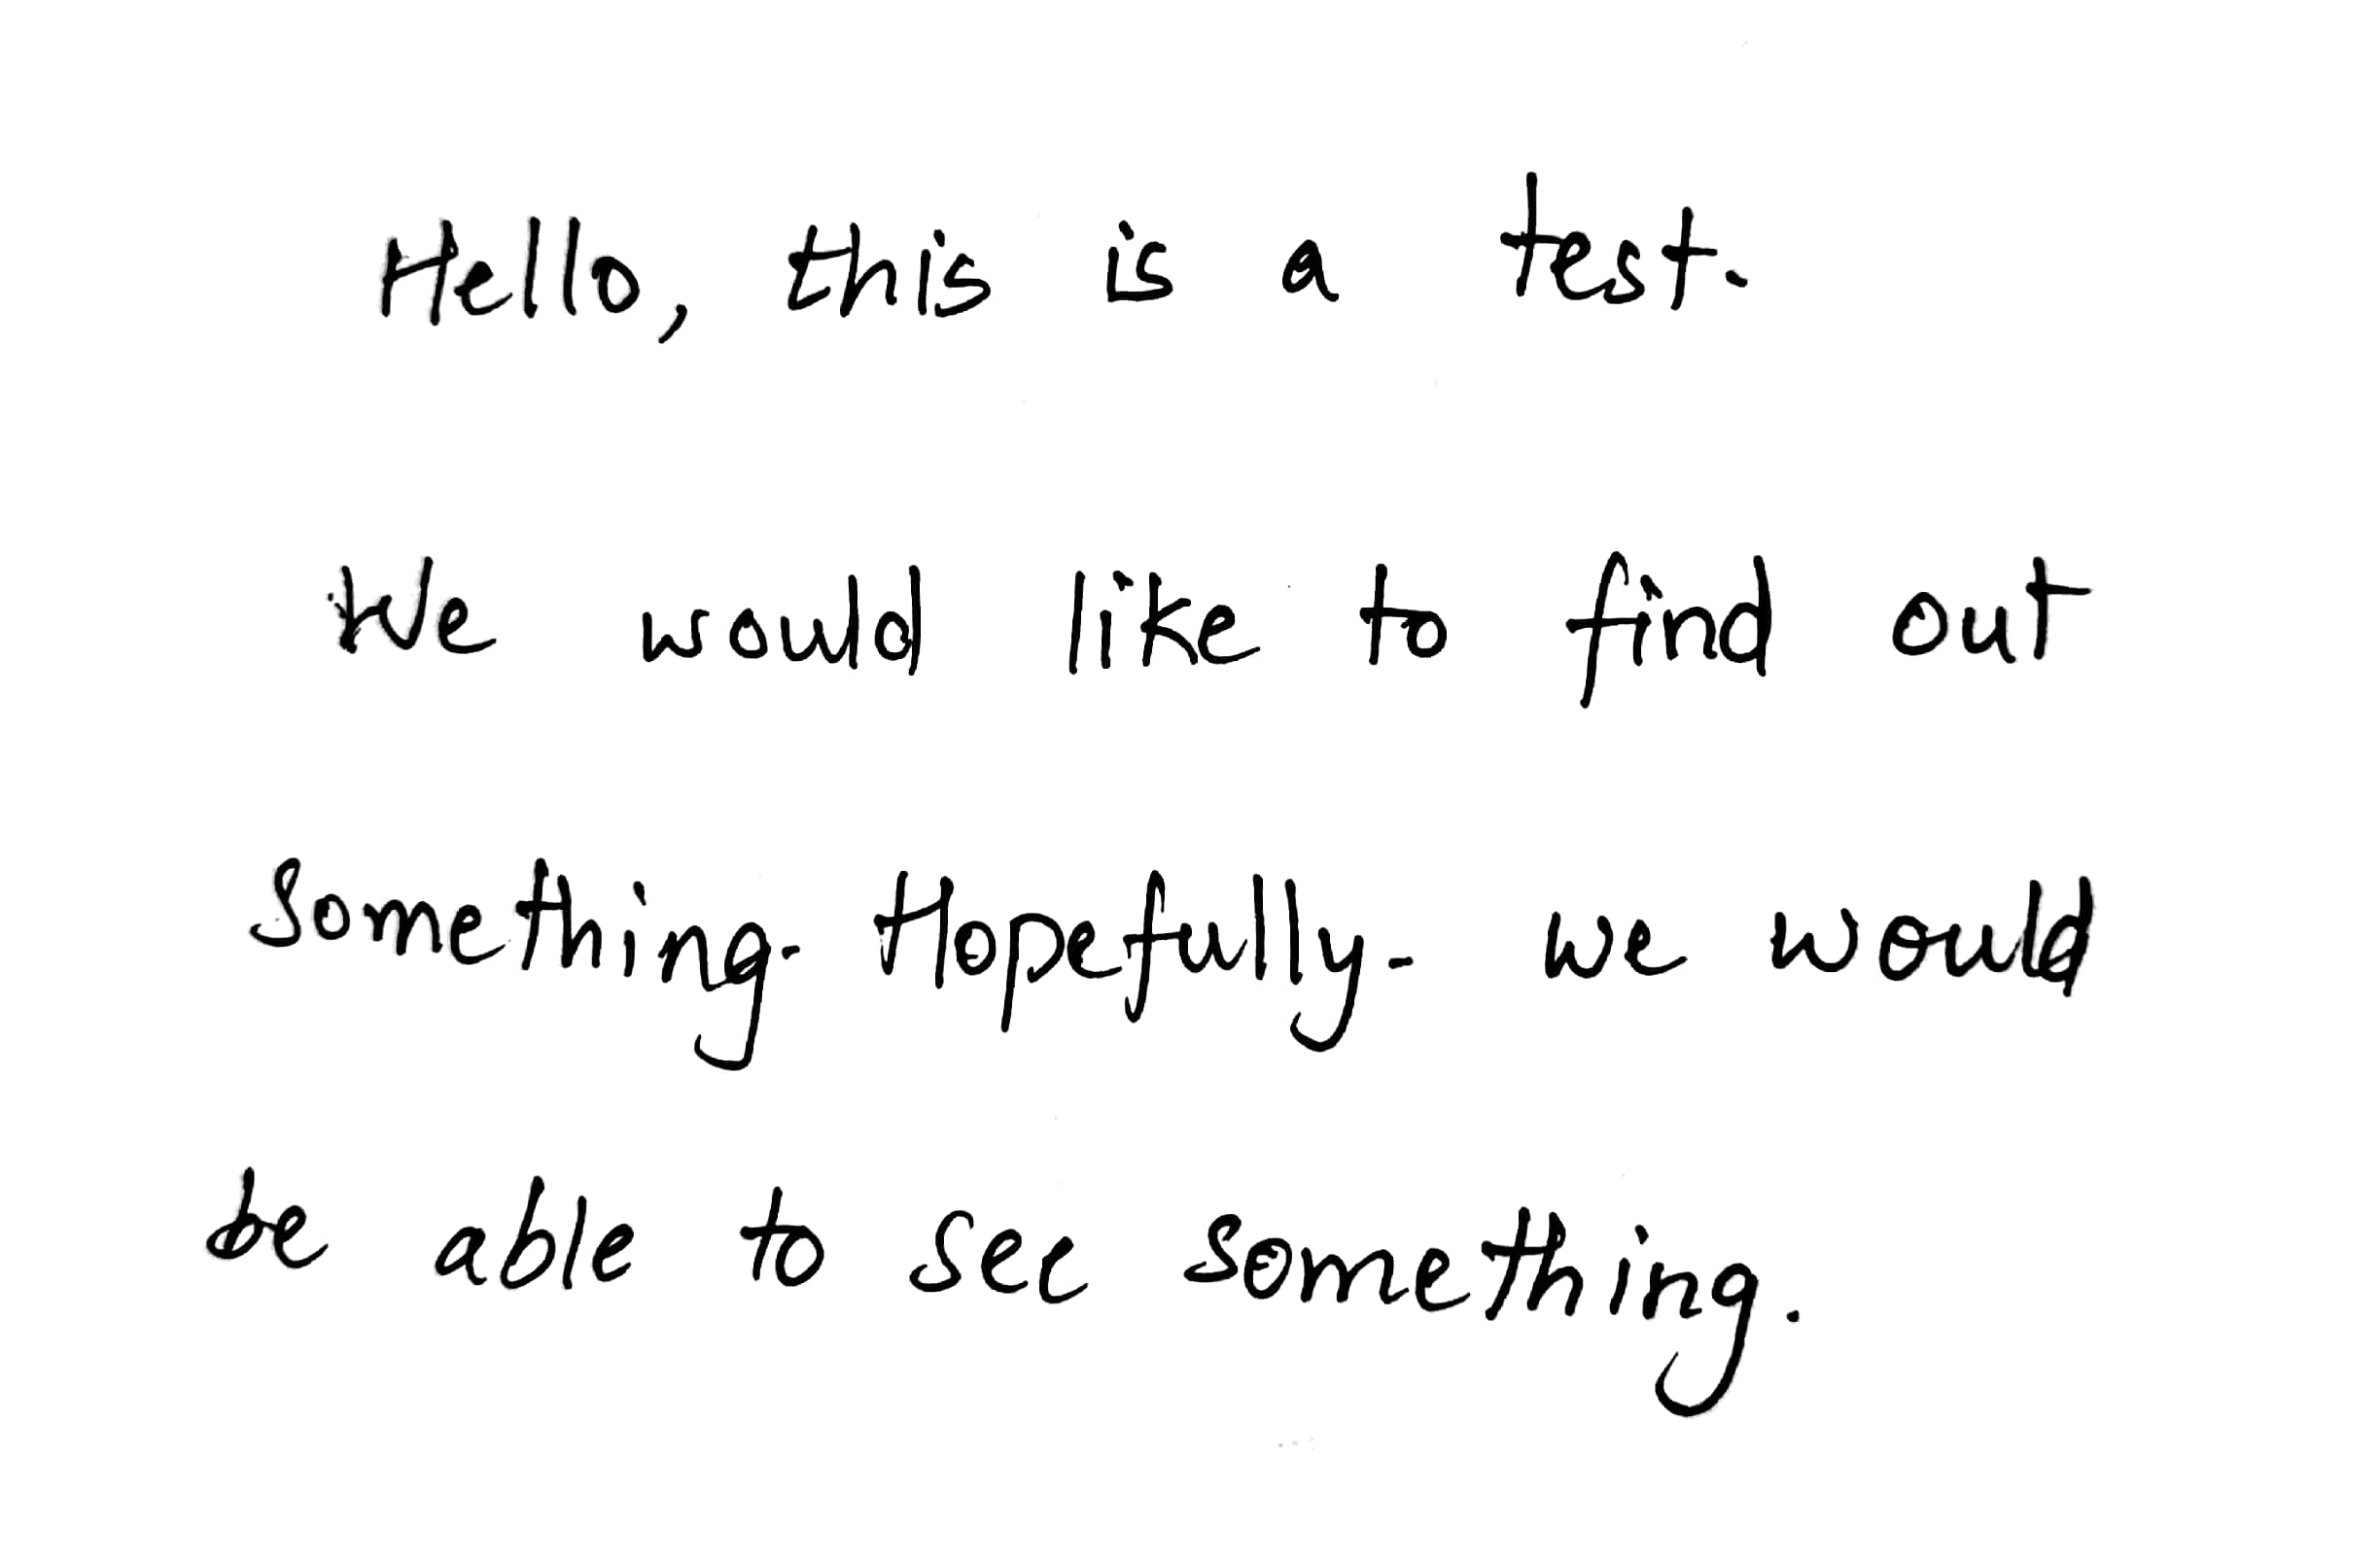 Hello, this is a test.
We would like to find out
something. Hopefully. we would
be able to see something.